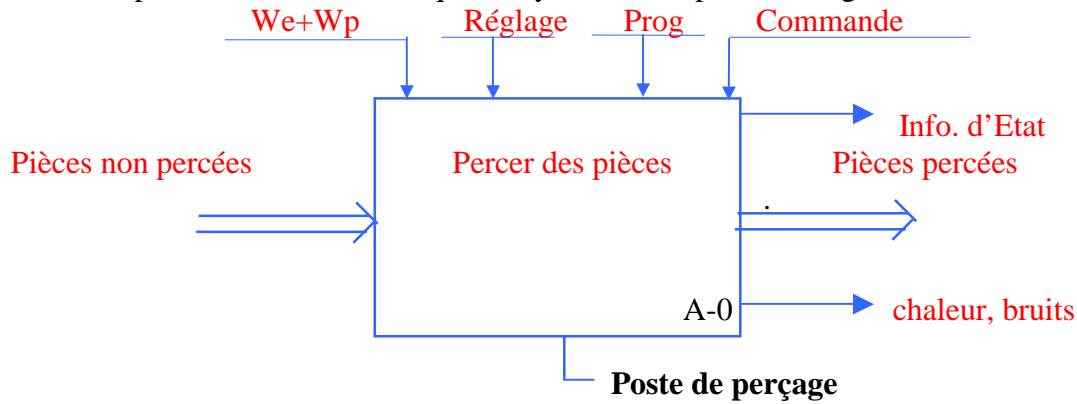 We+Wp Réglage Prog Commande
Info. d'Etat
Pièces non percées Percer des pièces Pièces percées
.
A-0 chaleur, bruits
Poste de perçage